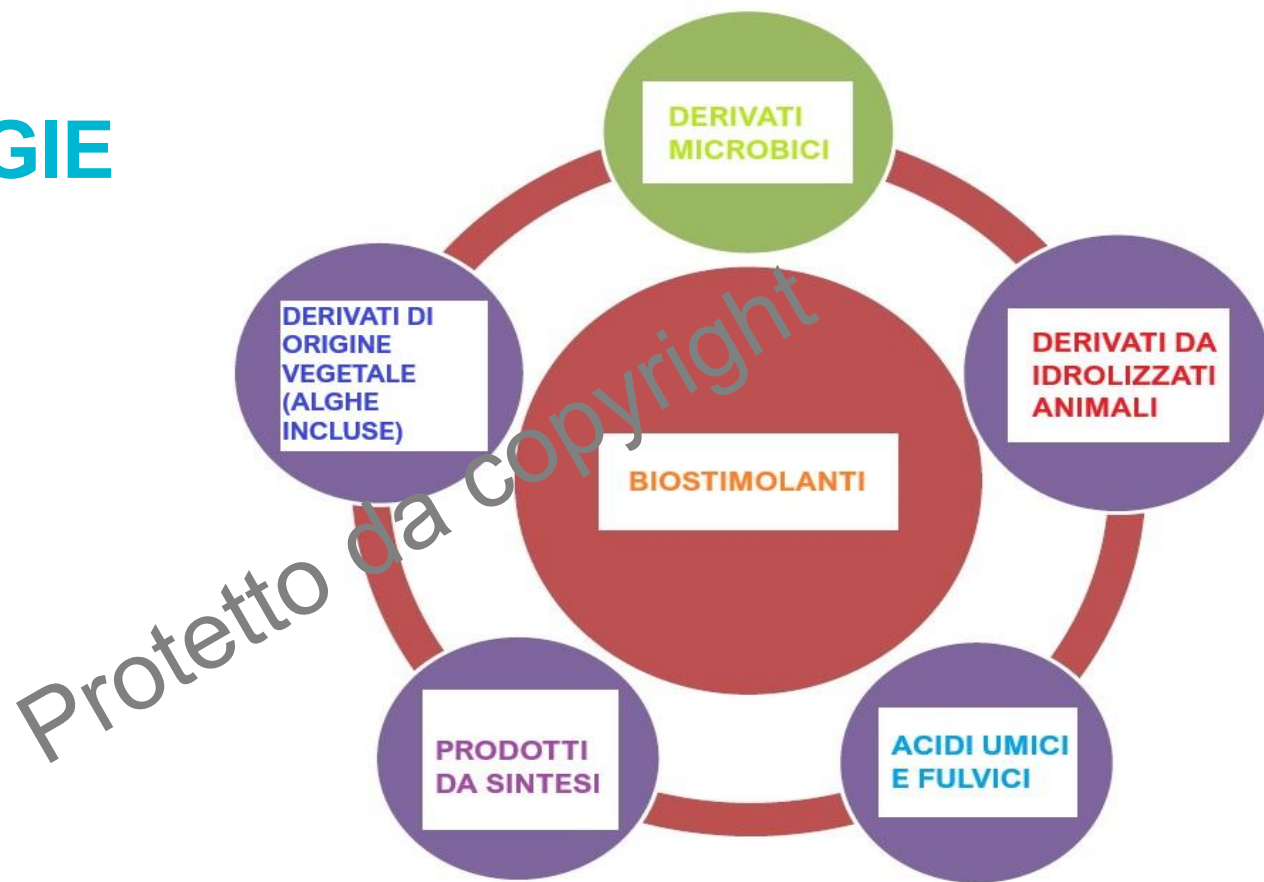 GIE
DERIVATI
MICROBICI
DERIVATI DI
ORIGINE
VEGETALE
(ALGHE
INCLUSE)
DERIVATI DA
IDROLIZZATI
ANIMALI
BIOSTIMOLANTI
PRODOTTI
DA SINTESI
ACIDI UMICI
E FULVICI
Protetto da copyright